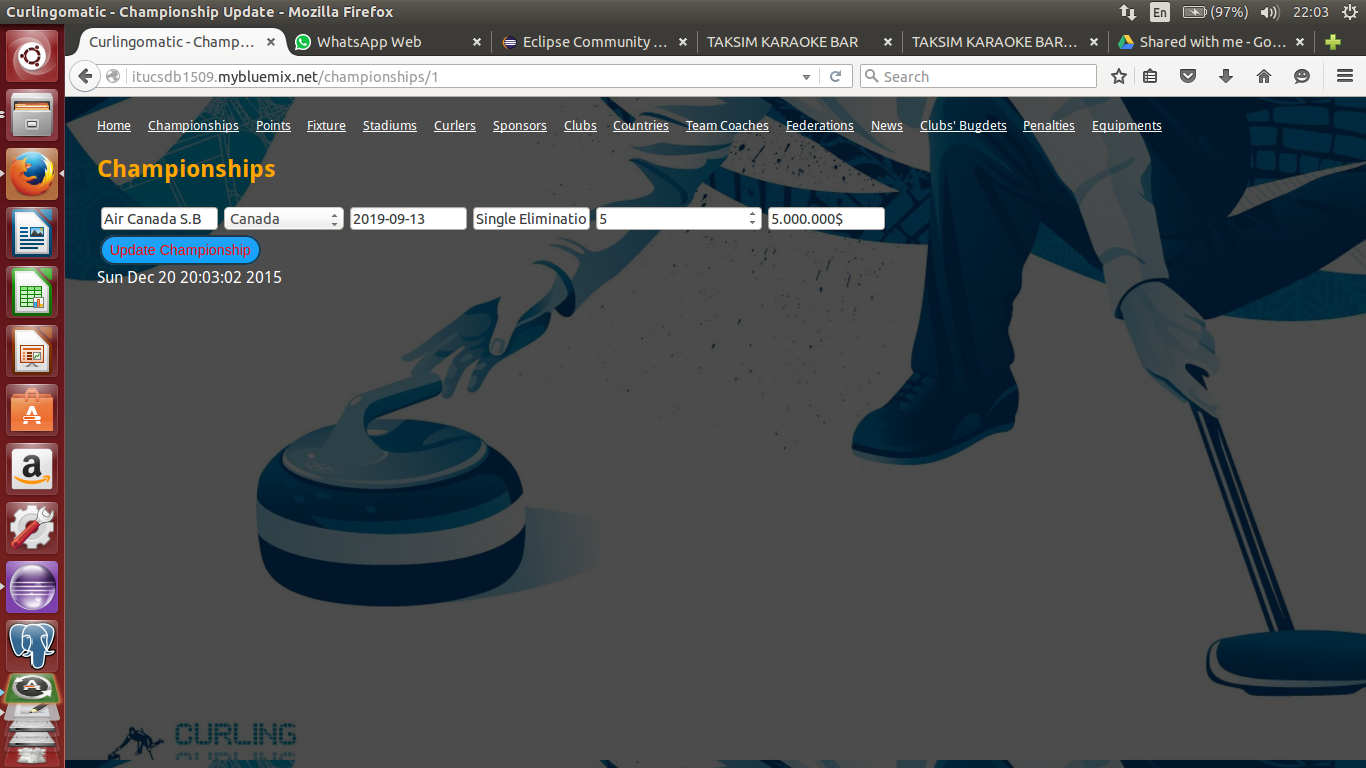 Curlingomatic - Championship Update - Mozilla Firefox
En (97%) 22:03
Curlingomatic - Champ... WhatsApp Web Eclipse Community ... TAKSIM KARAOKE BAR TAKSIM KARAOKE BAR... Shared with me - Go...
itucsdb1509.mybluemix.net/championships/1 Search
Home Championships Points Fixture Stadiums Curlers Sponsors Clubs Countries Team Coaches Federations News Clubs' Bugdets Penalties Equipments
Championships
Air Canada S.B Canada 2019-09-13 Single Eliminatio 5 5.000.000$
Update Championship
Sun Dec 20 20:03:02 2015
CURLING